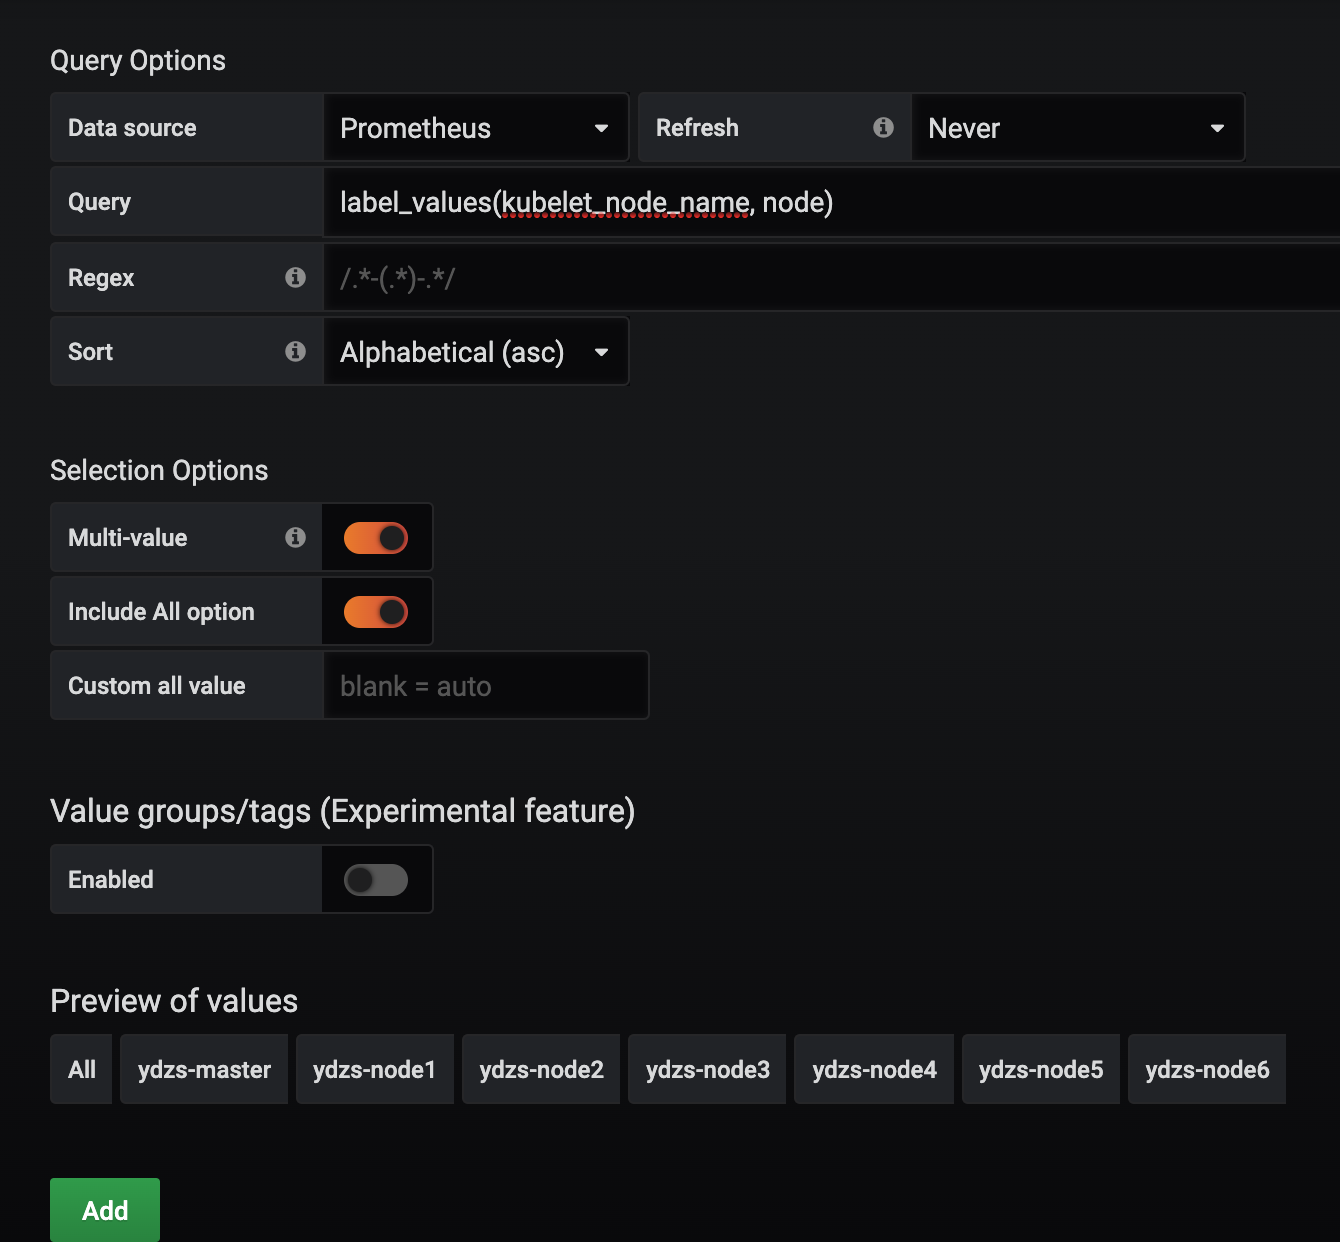 Query Options
Data source Prometheus Refresh Never
Query label_values(kubelet_node_name, node)
Regex /.*-(.*)-.*/
Sort Alphabetical (asc)
Selection Options
Multi-value
Include All option
Custom all value blank = auto
Value groups/tags (Experimental feature)
Enabled
Preview of values
All ydzs-master ydzs-node1 ydzs-node2 ydzs-node3 ydzs-node4 ydzs-node5 ydzs-node6
Add